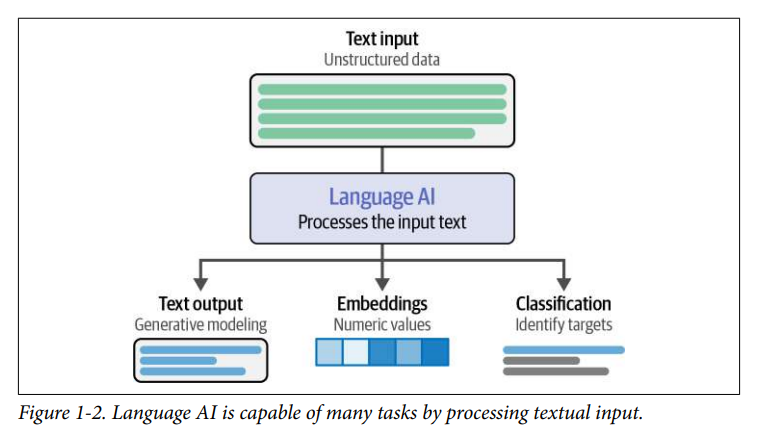 Text input
Unstructured data
Language AI
Processes the input text
Text output
Generative modeling
Embeddings
Numeric values
Classification
Identify targets
Figure 1-2. Language AI is capable of many tasks by processing textual input.